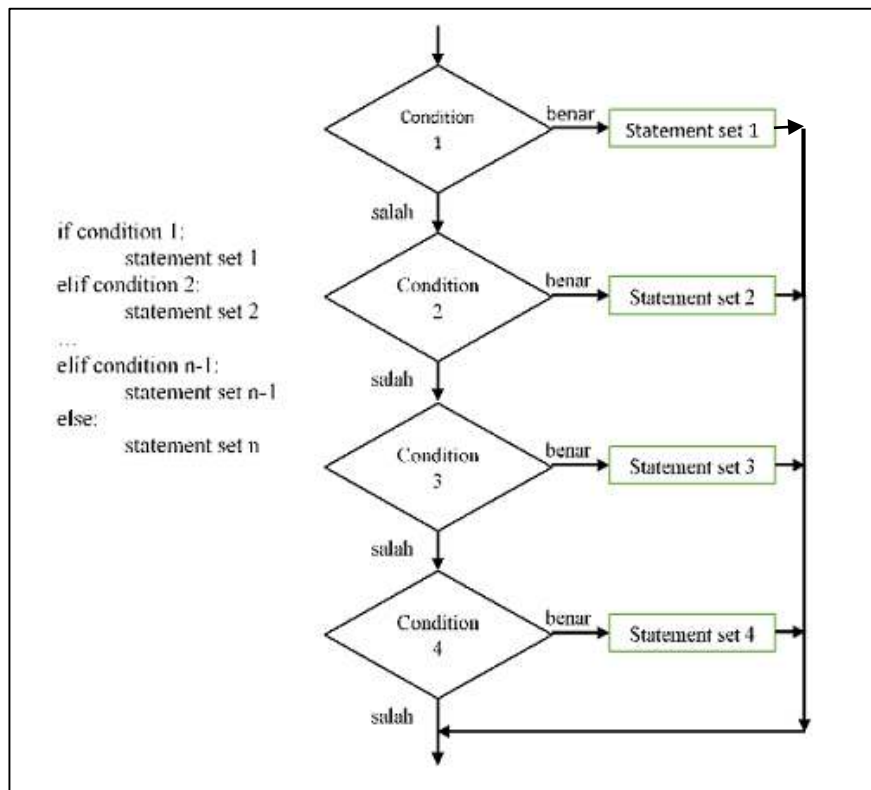 if condition 1:
statement set 1
elif condition 2:
statement set 2
...
elif condition n-1:
statement set n-1
else:
statement set n
Condition
1
benar
Statement set 1
salah
Condition
2
benar
Statement set 2
salah
Condition
3
benar
Statement set 3
salah
Condition
4
benar
Statement set 4
salah